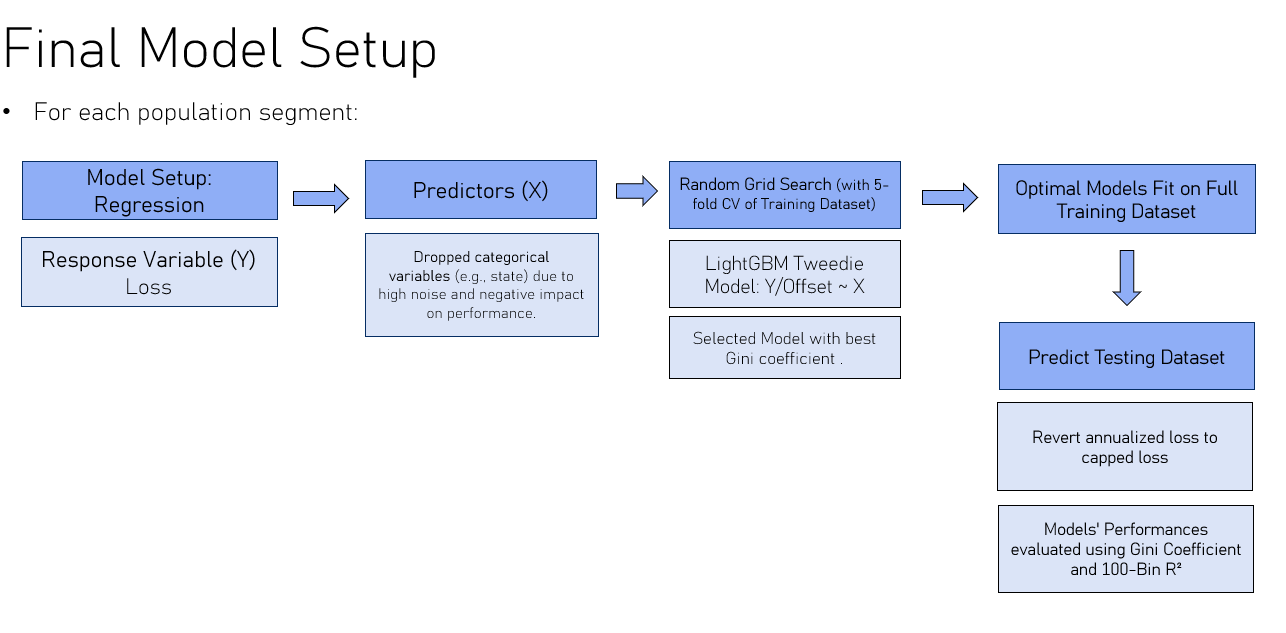 Final Model Setup
• For each population segment:
Model Setup:
Regression
Response Variable (Y)
Loss
Predictors (X)
Dropped categorical
variables (e.g., state) due to
high noise and negative impact
on performance.
Random Grid Search (with 5-
fold CV of Training Dataset)
LightGBM Tweedie
Model: Y/Offset ~ X
Selected Model with best
Gini coefficient .
Optimal Models Fit on Full
Training Dataset
Predict Testing Dataset
Revert annualized loss to
capped loss
Models' Performances
evaluated using Gini Coefficient
and 100-Bin R²